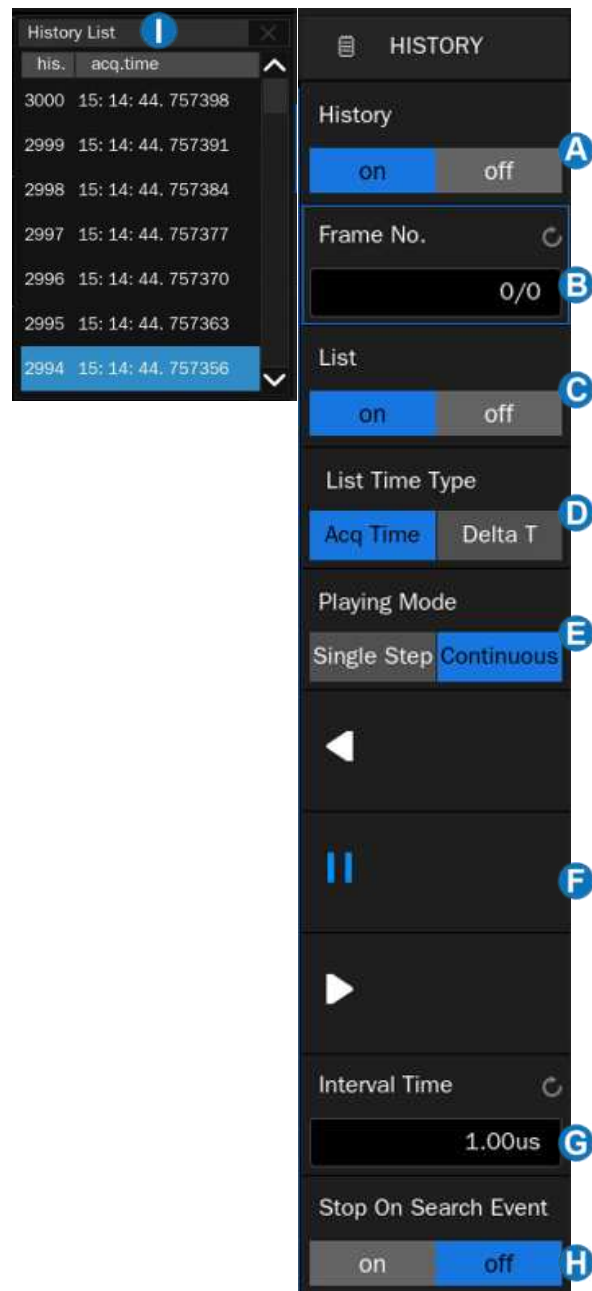 History List I
his. acq.time
3000 15: 14: 44. 757398
2999 15: 14: 44. 757391
2998 15: 14: 44. 757384
2997 15: 14: 44. 757377
2996 15: 14: 44. 757370
2995 15: 14: 44. 757363
2994 15: 14: 44. 757356
HISTORY
History
A
on off
Frame No.
0/0 B
List
C
on off
List Time Type
D
Acq Time Delta T
Playing Mode
E
Single Step Continuous
F
Interval Time
1.00us G
Stop On Search Event
on off H